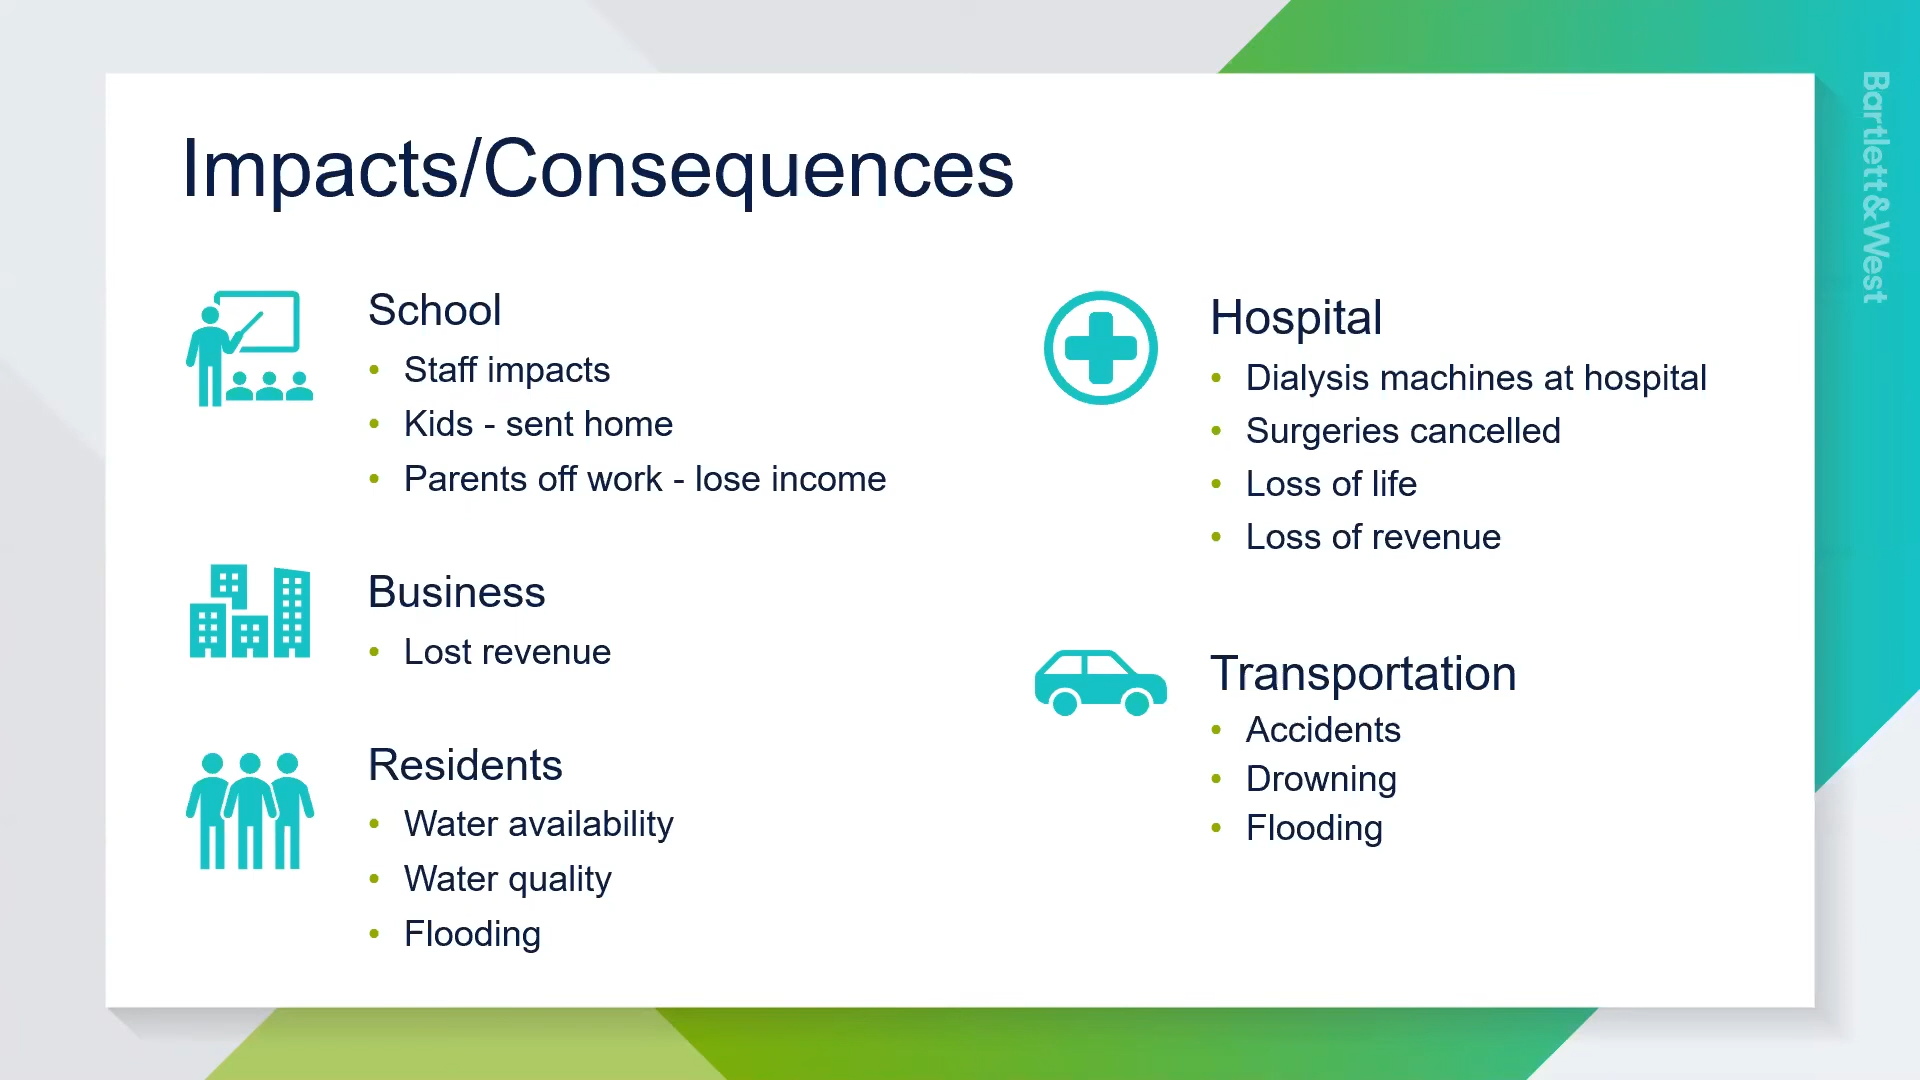 Impacts/Consequences
School
• Staff impacts
• Kids - sent home
• Parents off work - lose income
Business
• Lost revenue
Residents
• Water availability
• Water quality
• Flooding
Hospital
• Dialysis machines at hospital
• Surgeries cancelled
• Loss of life
• Loss of revenue
Transportation
• Accidents
• Drowning
• Flooding
Bartlett&West